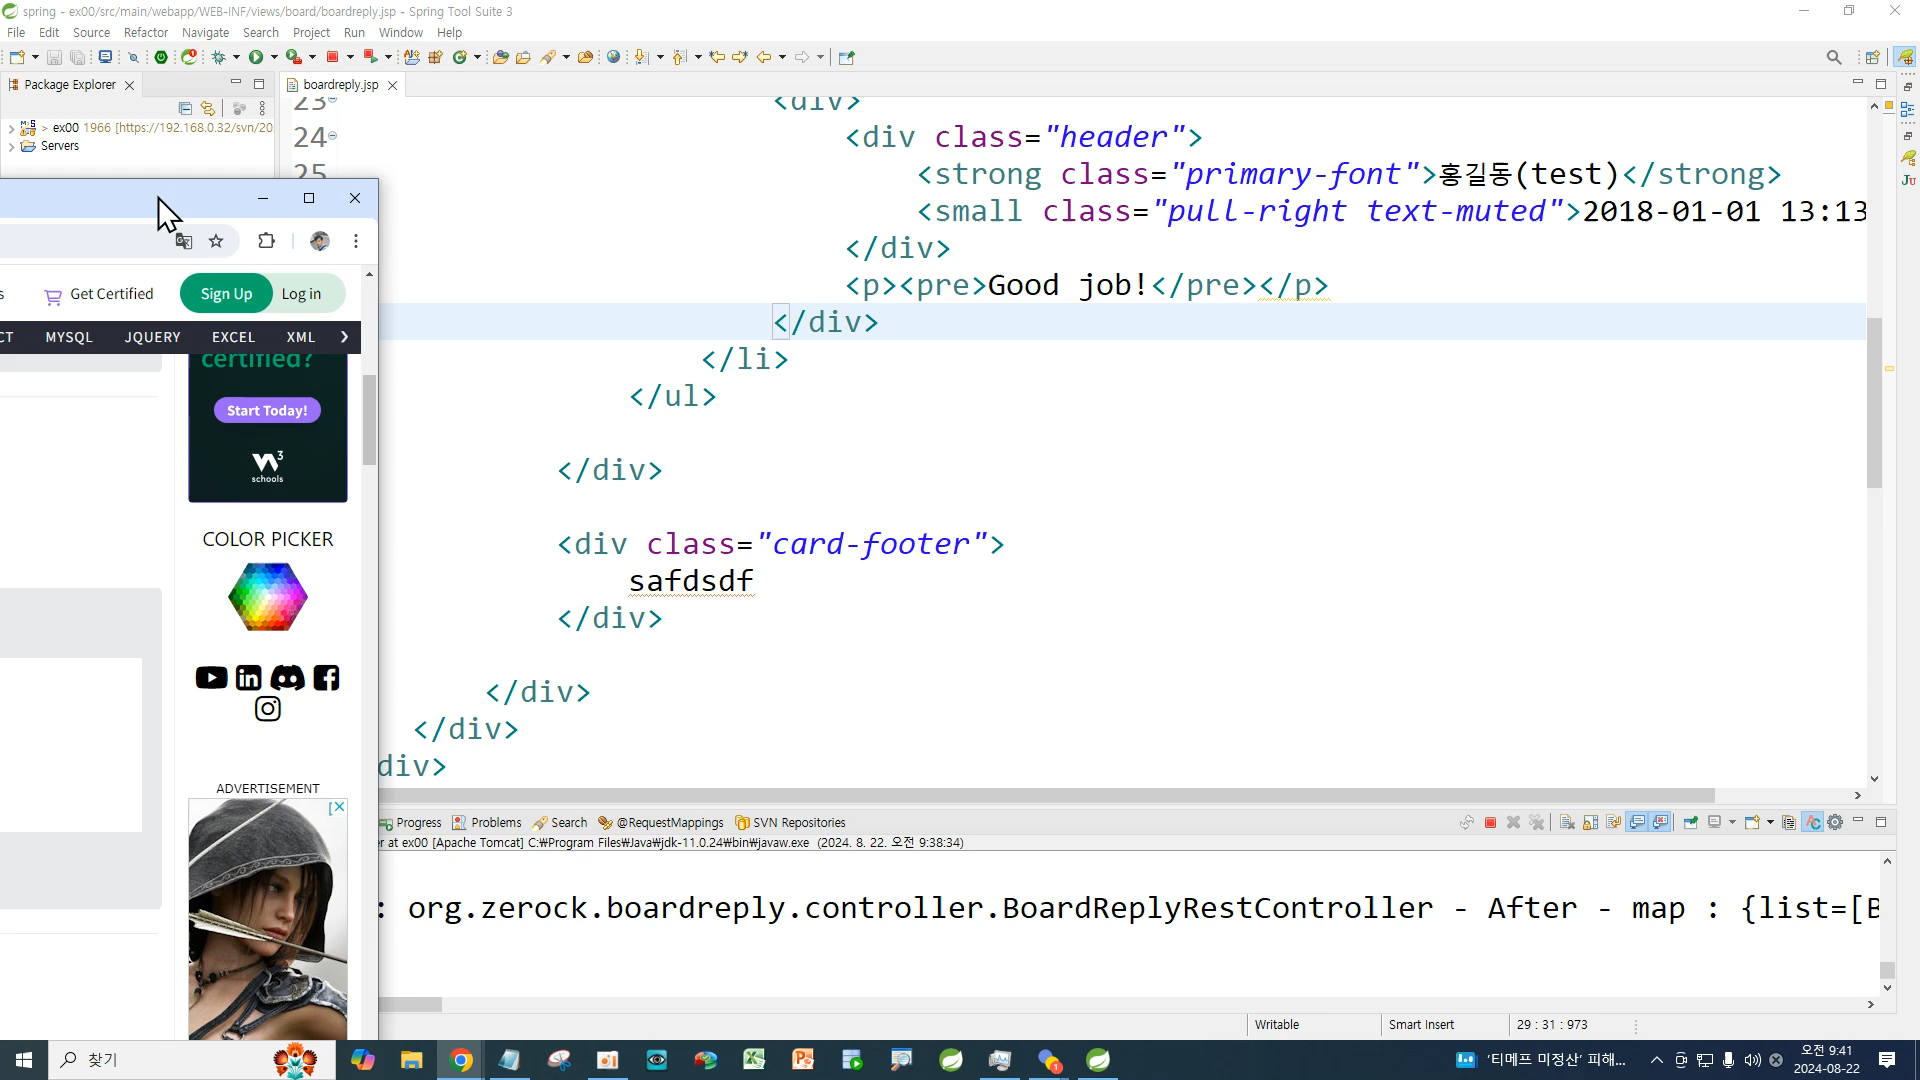 spring - ex00/src/main/webapp/WEB-INF/views/board/boardreply.jsp - Spring Tool Suite 3
File Edit Source Refactor Navigate Search Project Run Window Help
Package Explorer
boardreply.jsp
> ex00 1966 [https://192.168.0.32/svn/20
Servers
23
<div>
24
<div class="header">
25
<strong class="primary-font">홍길동(test)</strong>
<small class="pull-right text-muted">2018-01-01 13:13
</div>
<p><pre>Good job!</pre></p>
</div>
</li>
</ul>
</div>
<div class="card-footer">
safdsdf
</div>
</div>
</div>
div>
s
Get Certified
Sign Up
Log in
CT MYSQL JQUERY EXCEL XML
certified?
Start Today!
W3
schools
COLOR PICKER
ADVERTISEMENT
Progress Problems Search @RequestMappings SVN Repositories
er at ex00 [Apache Tomcat] C:₩Program Files₩Java₩jdk-11.0.24₩bin₩javaw.exe (2024. 8. 22. 오전 9:38:34)
: org.zerock.boardreply.controller.BoardReplyRestController - After - map : {list=[B
Writable
Smart Insert
29 : 31 : 973
찾기
'티메프 미정산' 피해...
오전 9:41
2024-08-22